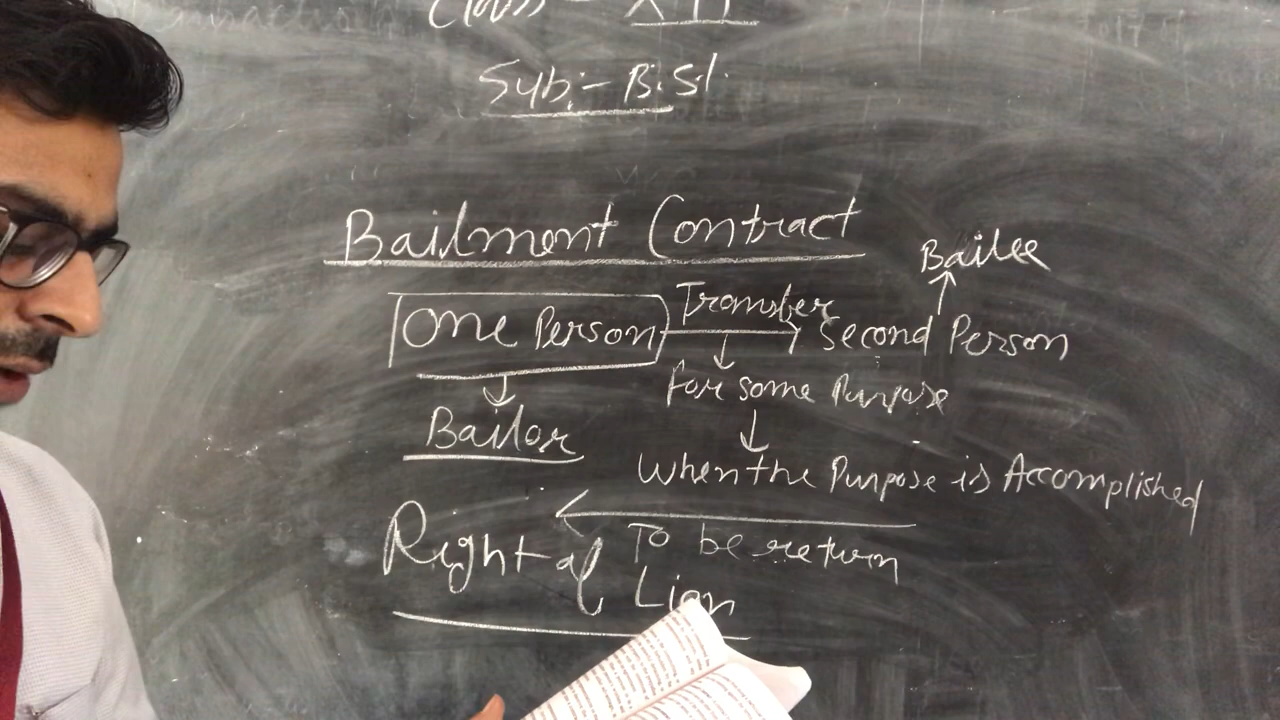 Class - XII
Sub:- B.St.
Bailment Contract
Bailee
One Person
Transfer
Second Person
For some Purpose
Bailor
When the Purpose is Accomplished
To be return
Right of Lien